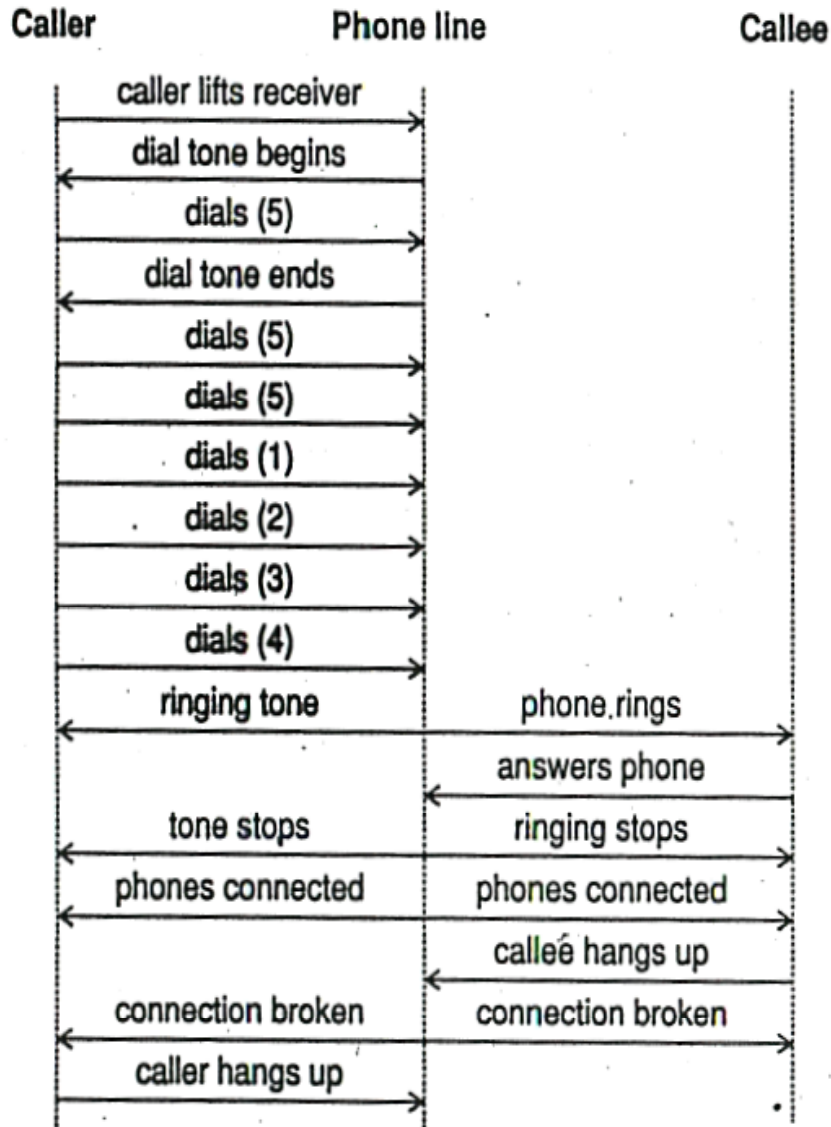 Caller Phone line Callee
caller lifts receiver
dial tone begins
dials (5)
dial tone ends
dials (5)
dials (5)
dials (1)
dials (2)
dials (3)
dials (4)
ringing tone phone rings
answers phone
tone stops ringing stops
phones connected phones connected
callee hangs up
connection broken connection broken
caller hangs up